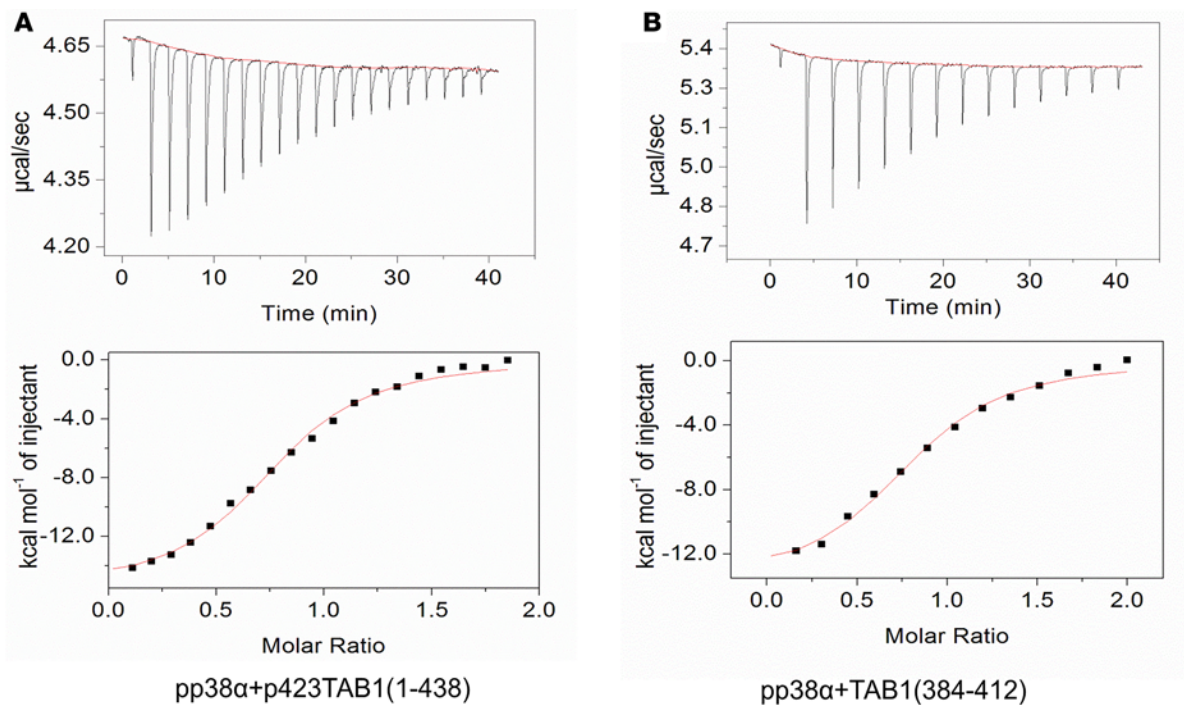 A
4.65
4.50
4.35
4.20
µcal/sec
0 10 20 30 40
Time (min)
0.0
-4.0
-8.0
-12.0
kcal mol⁻¹ of injectant
0.0 0.5 1.0 1.5 2.0
Molar Ratio
pp38α+p423TAB1(1-438)
B
5.4
5.3
5.1
5.0
4.8
4.7
µcal/sec
0 10 20 30 40
Time (min)
0.0
-4.0
-8.0
-12.0
kcal mol⁻¹ of injectant
0.0 0.5 1.0 1.5 2.0
Molar Ratio
pp38α+TAB1(384-412)